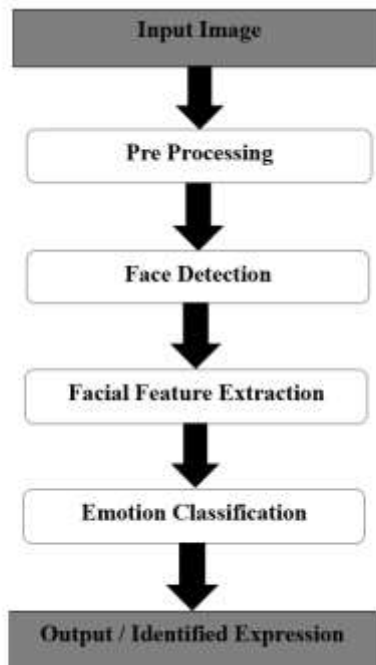 Input Image
Pre Processing
Face Detection
Facial Feature Extraction
Emotion Classification
Output / Identified Expression